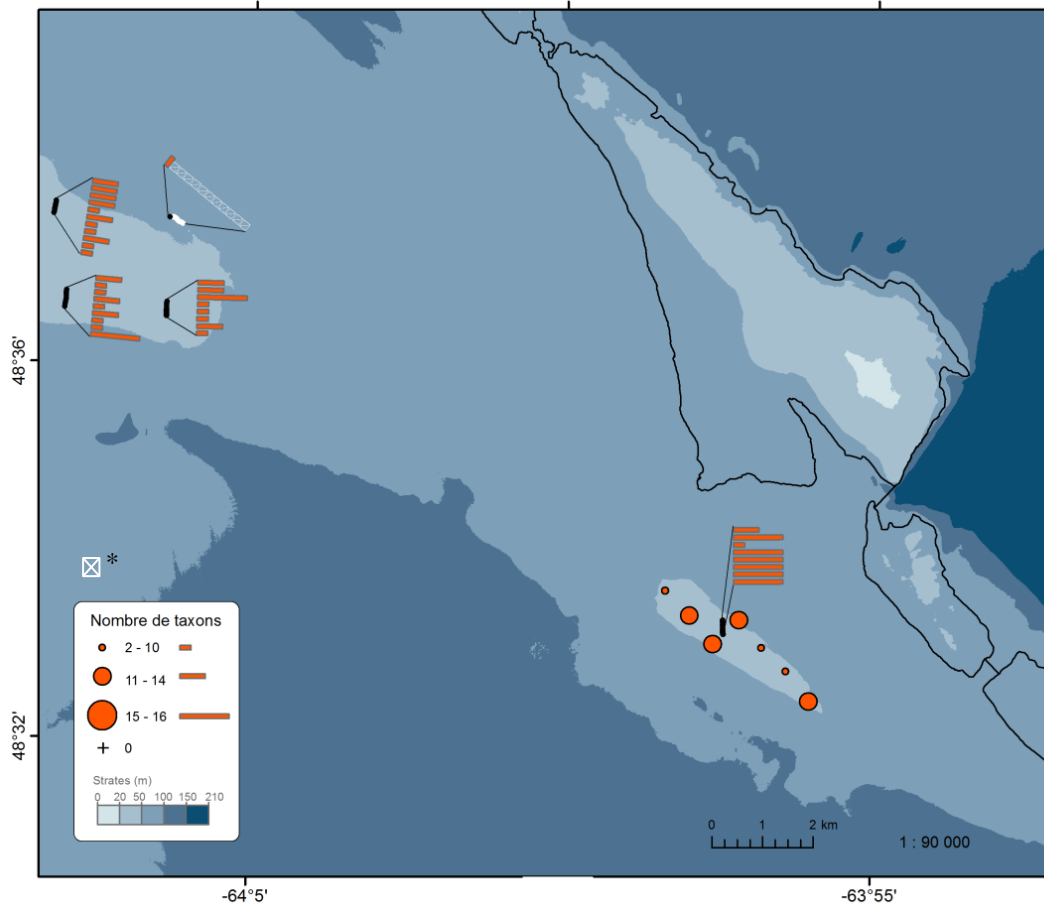 48°36'
*
Nombre de taxons
2 - 10
11 - 14
15 - 16
0
Strates (m)
0 20 50 100 150 210
48°32'
0 1 2 km
1 : 90 000
-64°5' -63°55'